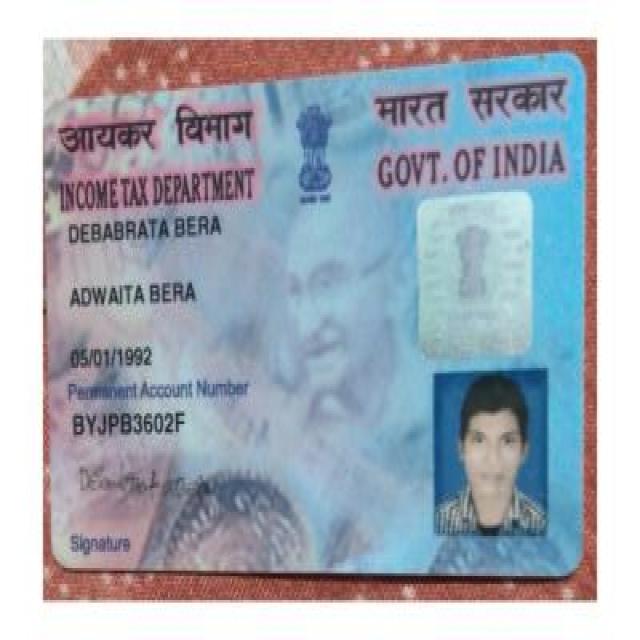 आयकर विभाग
भारत सरकार
INCOME TAX DEPARTMENT
GOVT. OF INDIA
DEBABRATA BERA
ADWAITA BERA
05/01/1992
Permanent Account Number
BYJPB3602F
Signature